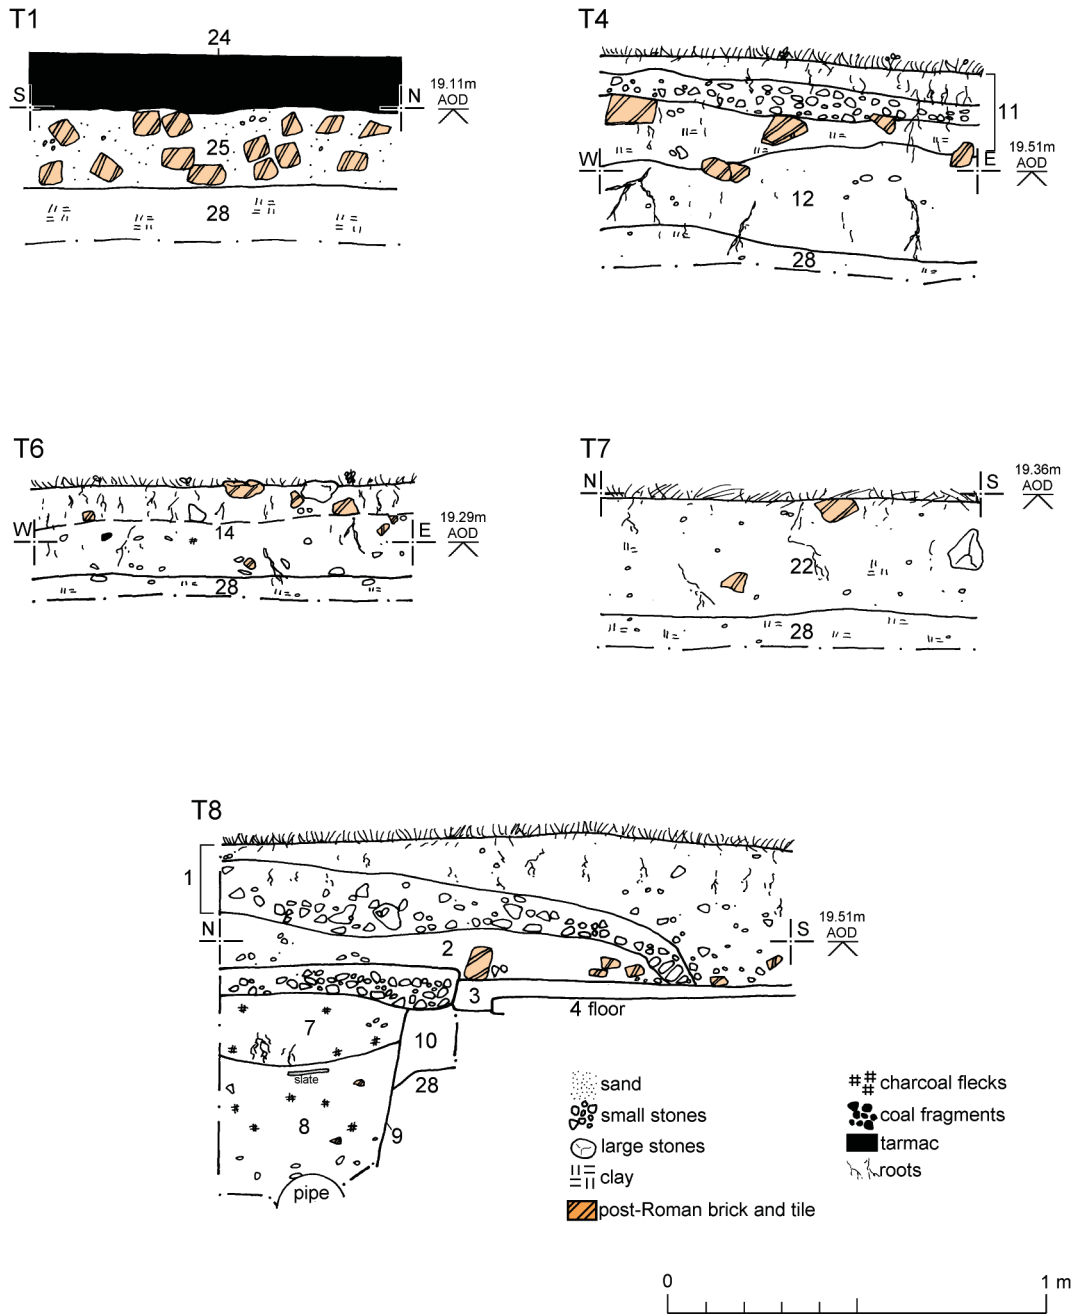 T1
24
S
N
19.11m
AOD
25
28
T4
11
W
E
19.51m
AOD
12
28
T6
14
W
E
19.29m
AOD
28
T7
N
S
19.36m
AOD
22
28
T8
1
N
S
19.51m
AOD
2
3
4 floor
7
10
slate
28
8
9
pipe
sand
small stones
large stones
clay
post-Roman brick and tile
charcoal flecks
coal fragments
tarmac
roots
0
1 m